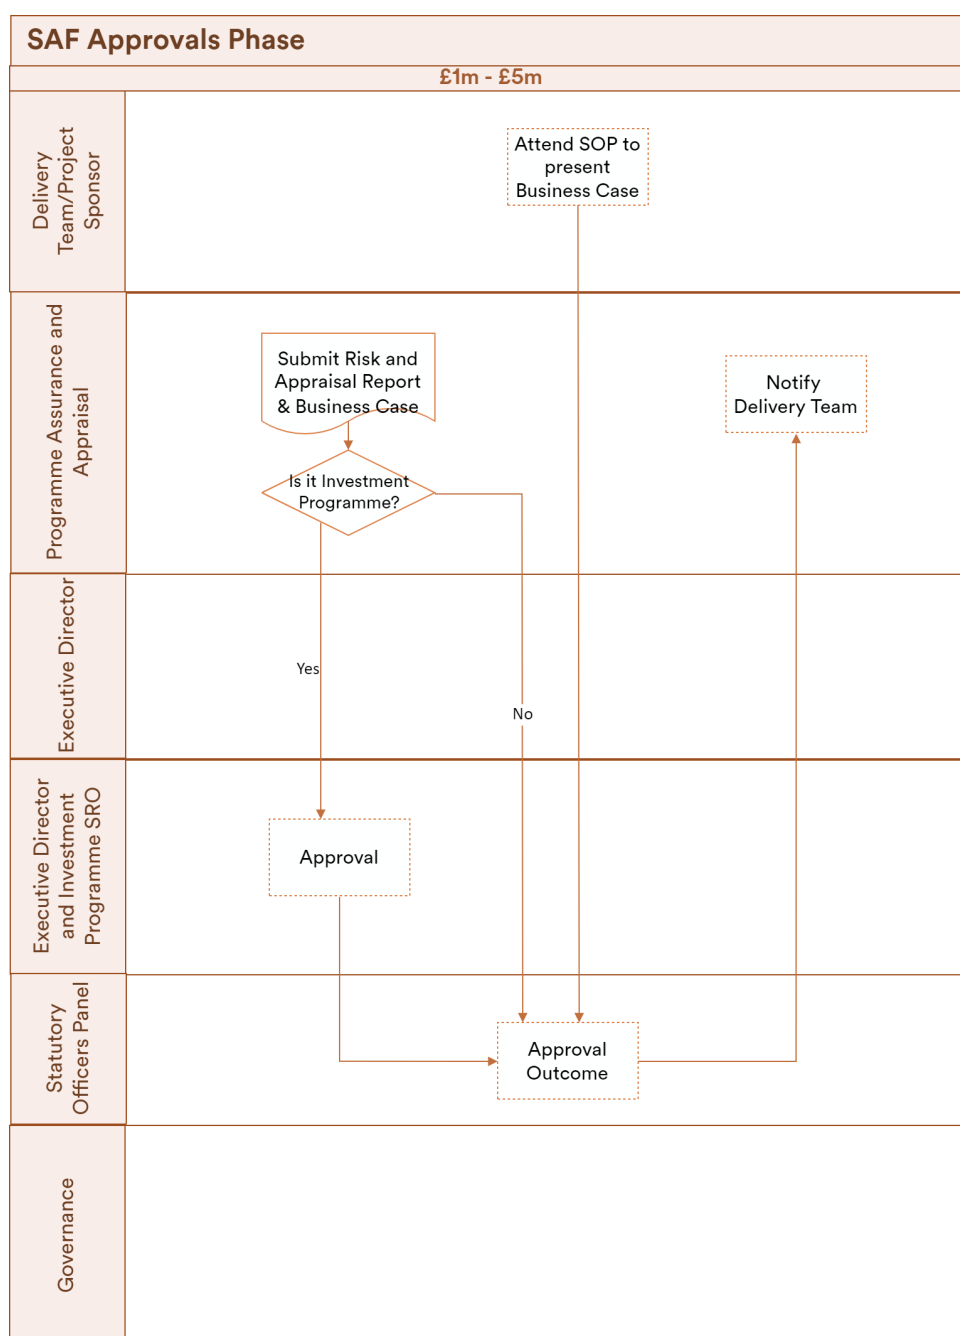 SAF Approvals Phase
£1m - £5m
Delivery
Team/Project
Sponsor
Attend SOP to
present
Business Case
Programme Assurance and
Appraisal
Submit Risk and
Appraisal Report
& Business Case
Notify
Delivery Team
Is it Investment
Programme?
Executive Director
Yes
No
Executive Director
and Investment
Programme SRO
Approval
Statutory
Officers Panel
Approval
Outcome
Governance